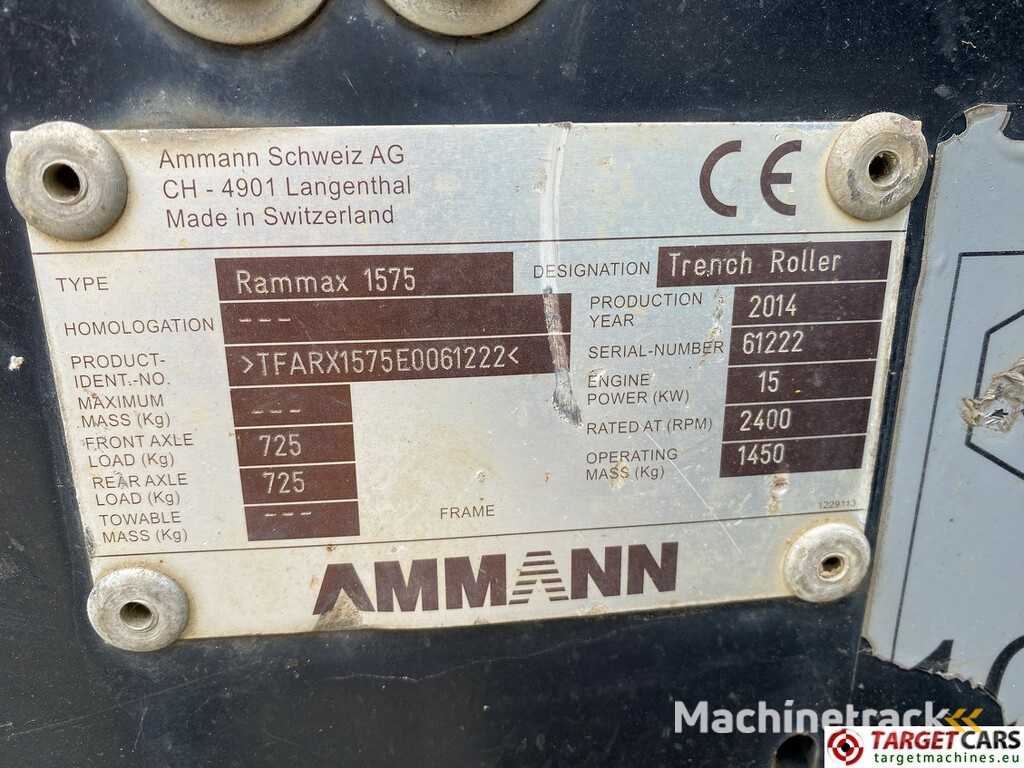 Ammann Schweiz AG
CH - 4901 Langenthal
Made in Switzerland
CE
TYPE Rammax 1575
DESIGNATION Trench Roller
HOMOLOGATION ---
PRODUCT-
IDENT.-NO. >TFARX1575E0061222<
MAXIMUM
MASS (Kg) ---
FRONT AXLE
LOAD (Kg) 725
REAR AXLE
LOAD (Kg) 725
TOWABLE
MASS (Kg) ---
PRODUCTION
YEAR 2014
SERIAL-NUMBER 61222
ENGINE
POWER (KW) 15
RATED AT (RPM) 2400
OPERATING
MASS (Kg) 1450
FRAME
1229113
AMMANN
Machinetrack
TARGETCARS
targetmachines.eu